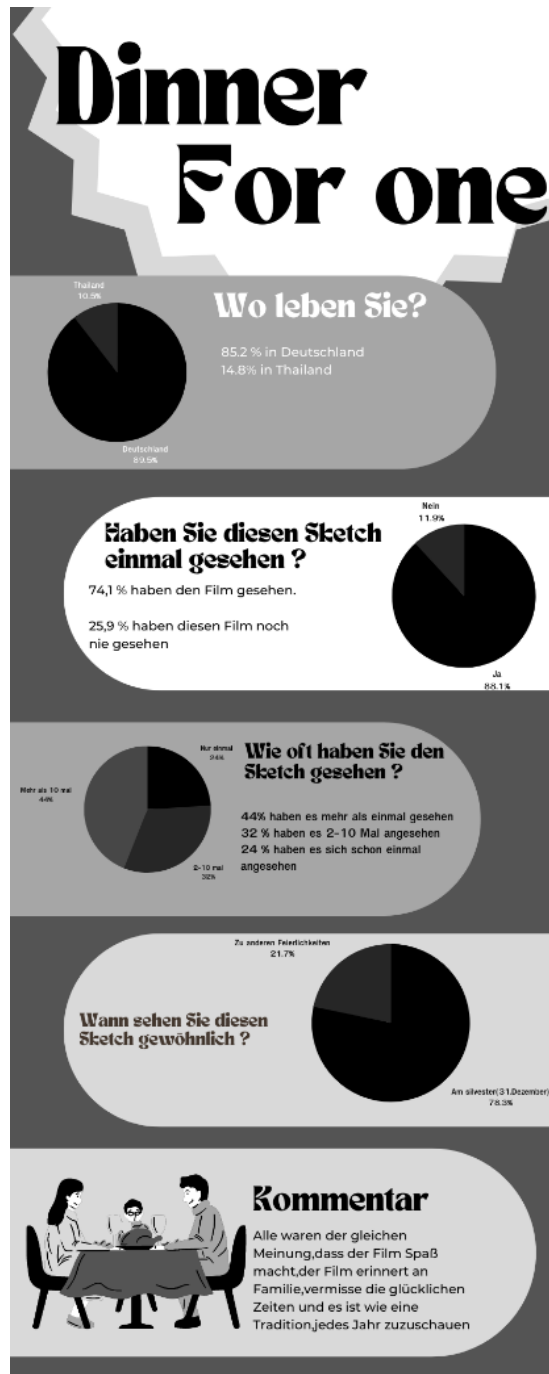 Dinner
For one
Thailand
10.5%
Wo leben Sie?
85.2 % in Deutschland
14.8% in Thailand
Deutschland
89.5%
Nein
11.9%
Haben Sie diesen Sketch
einmal gesehen ?
74,1 % haben den Film gesehen.
25,9 % haben diesen Film noch
nie gesehen
Ja
88.1%
Nur einmal
24%
Wie oft haben Sie den
Sketch gesehen ?
Mehr als 10 mal
44%
44% haben es mehr als einmal gesehen
32 % haben es 2-10 Mal angesehen
24 % haben es sich schon einmal
angesehen
2-10 mal
32%
Zu anderen Feierlichkeiten
21.7%
Wann sehen Sie diesen
Sketch gewöhnlich ?
Am silvester(31.Dezember)
78.3%
Kommentar
Alle waren der gleichen
Meinung,dass der Film Spaß
macht,der Film erinnert an
Familie,vermisse die glücklichen
Zeiten und es ist wie eine
Tradition,jedes Jahr zuzuschauen